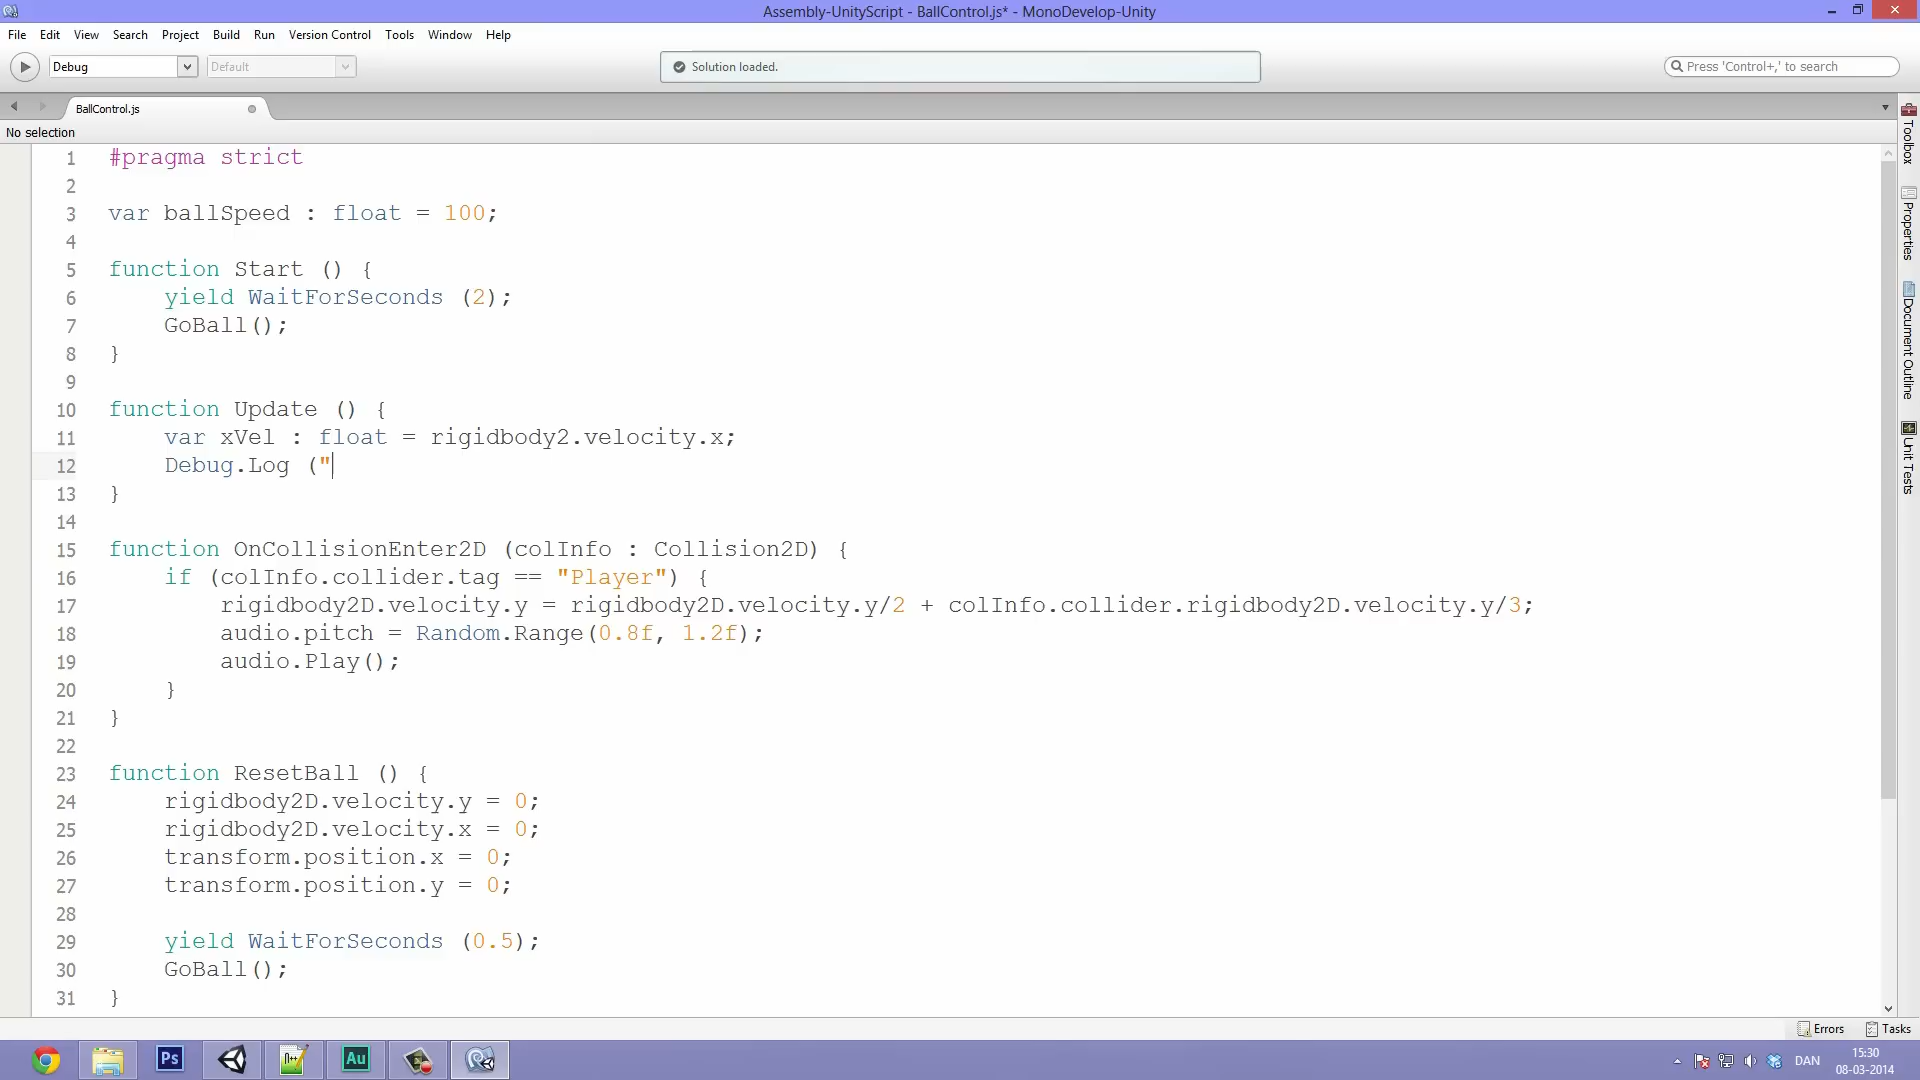 Assembly-UnityScript - BallControl.js* - MonoDevelop-Unity
File Edit View Search Project Build Run Version Control Tools Window Help
Debug Default Solution loaded. Press 'Control+,' to search
BallControl.js
No selection
1 #pragma strict
2
3 var ballSpeed : float = 100;
4
5 function Start () {
6 yield WaitForSeconds (2);
7 GoBall();
8 }
9
10 function Update () {
11 var xVel : float = rigidbody2.velocity.x;
12 Debug.Log ("
13 }
14
15 function OnCollisionEnter2D (colInfo : Collision2D) {
16 if (colInfo.collider.tag == "Player") {
17 rigidbody2D.velocity.y = rigidbody2D.velocity.y/2 + colInfo.collider.rigidbody2D.velocity.y/3;
18 audio.pitch = Random.Range(0.8f, 1.2f);
19 audio.Play();
20 }
21 }
22
23 function ResetBall () {
24 rigidbody2D.velocity.y = 0;
25 rigidbody2D.velocity.x = 0;
26 transform.position.x = 0;
27 transform.position.y = 0;
28
29 yield WaitForSeconds (0.5);
30 GoBall();
31 }
Toolbox
Properties
Document Outline
Unit Tests
Errors Tasks
Ps
Au
DAN
15:30
08-03-2014